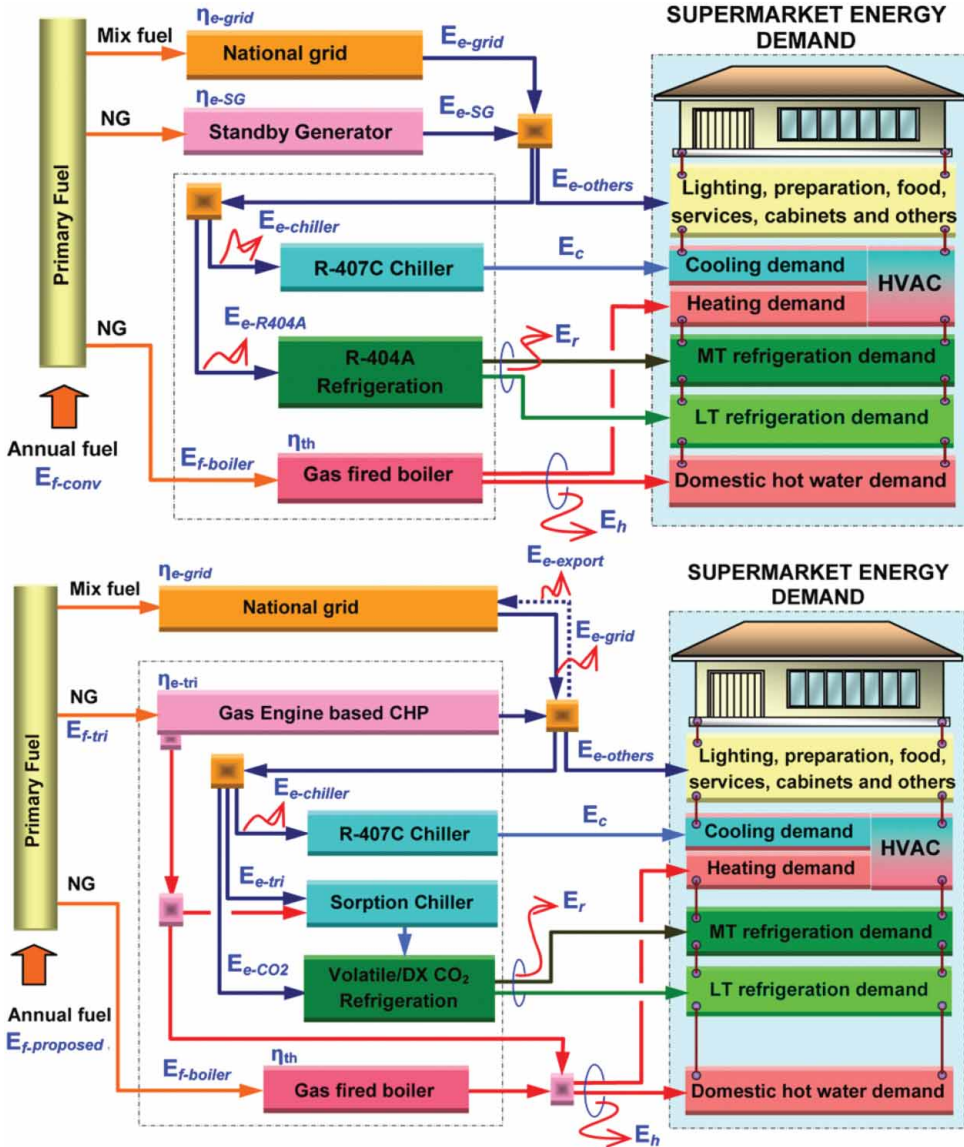 SUPERMARKET ENERGY
DEMAND
ηe-grid
Mix fuel
National grid
Ee-grid
ηe-SG
NG
Standby Generator
Ee-SG
Primary Fuel
Ee-others
Lighting, preparation, food,
services, cabinets and others
Ee-chiller
R-407C Chiller
Ec
Cooling demand
HVAC
Heating demand
NG
Ee-R404A
R-404A
Refrigeration
Er
MT refrigeration demand
LT refrigeration demand
Annual fuel
Ef-conv
Ef-boiler
ηth
Gas fired boiler
Eh
Domestic hot water demand
Ee-export
SUPERMARKET ENERGY
DEMAND
ηe-grid
Mix fuel
National grid
Ee-grid
ηe-tri
NG
Ef-tri
Gas Engine based CHP
Primary Fuel
Ee-others
Lighting, preparation, food,
services, cabinets and others
Ee-chiller
R-407C Chiller
Ec
Cooling demand
HVAC
Heating demand
NG
Ee-tri
Sorption Chiller
Er
MT refrigeration demand
Ee-CO2
Volatile/DX CO₂
Refrigeration
LT refrigeration demand
Annual fuel
Ef-proposed
Ef-boiler
ηth
Gas fired boiler
Eh
Domestic hot water demand